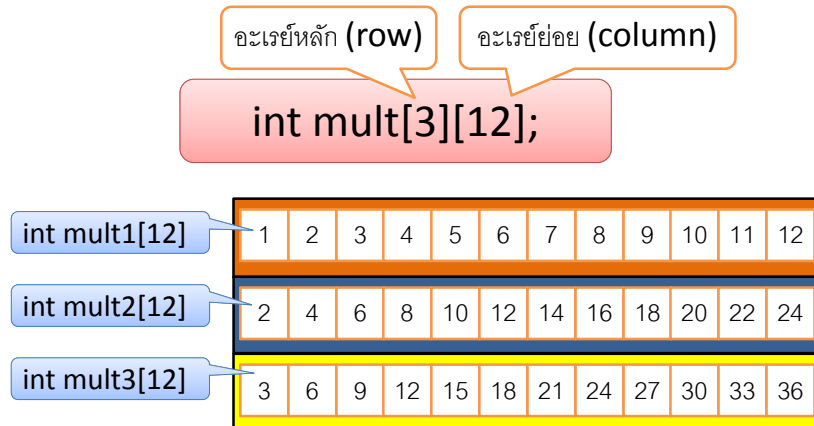 อะเรย์หลัก (row)
อะเรย์ย่อย (column)
int mult[3][12];
int mult1[12]
1 2 3 4 5 6 7 8 9 10 11 12
int mult2[12]
2 4 6 8 10 12 14 16 18 20 22 24
int mult3[12]
3 6 9 12 15 18 21 24 27 30 33 36